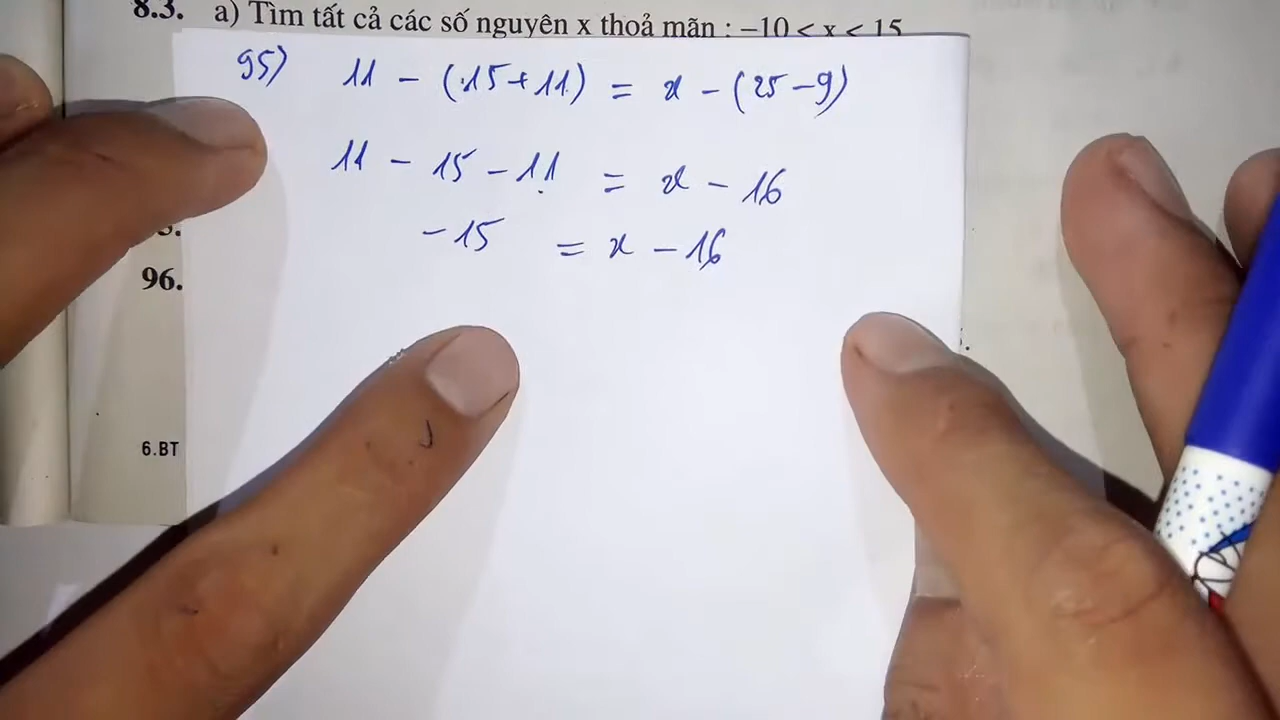 8.3. a) Tìm tất cả các số nguyên x thoả mãn : –10 < x < 15
95) 11 - (15+11) = x - (25-9)
11 - 15 - 11 = x - 16
-15 = x - 16
96.
6.BT